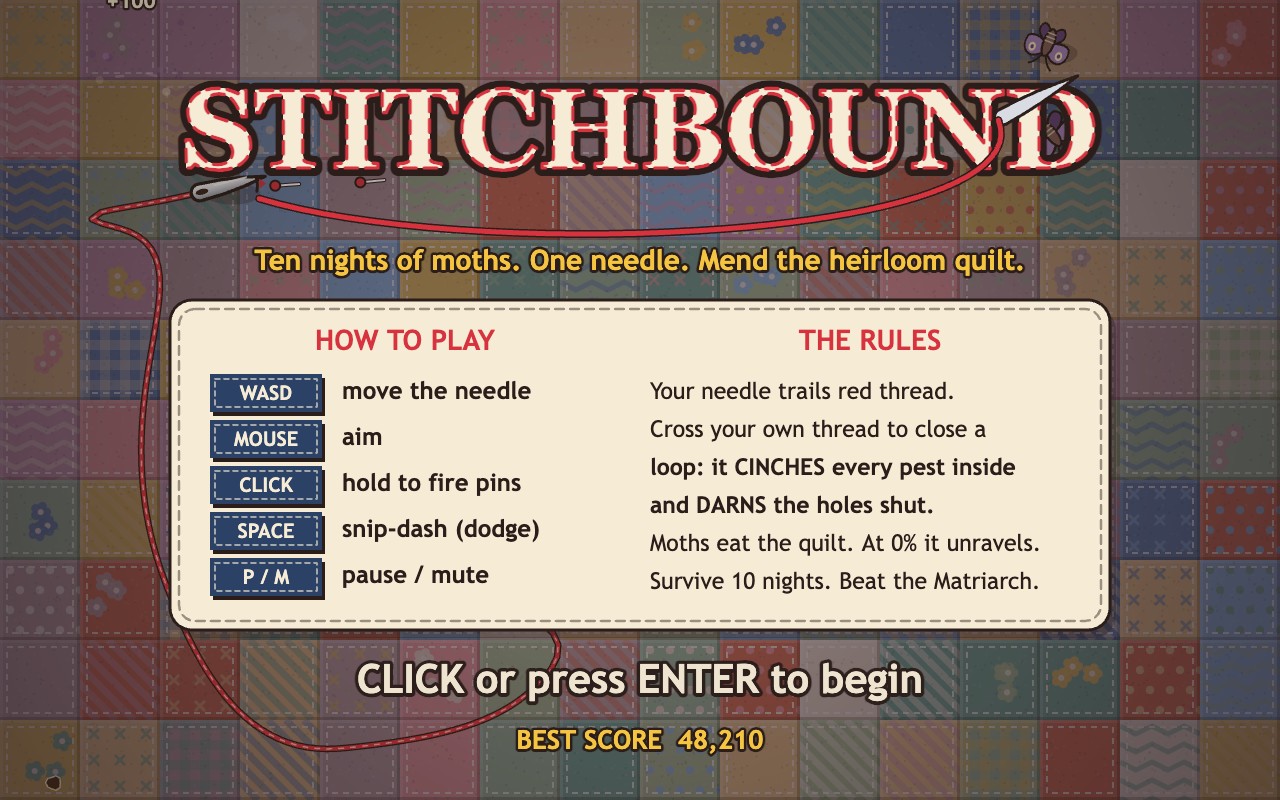 +100
STITCHBOUND
Ten nights of moths. One needle. Mend the heirloom quilt.
HOW TO PLAY
WASD move the needle
MOUSE aim
CLICK hold to fire pins
SPACE snip-dash (dodge)
P / M pause / mute
THE RULES
Your needle trails red thread.
Cross your own thread to close a
loop: it CINCHES every pest inside
and DARNS the holes shut.
Moths eat the quilt. At 0% it unravels.
Survive 10 nights. Beat the Matriarch.
CLICK or press ENTER to begin
BEST SCORE 48,210